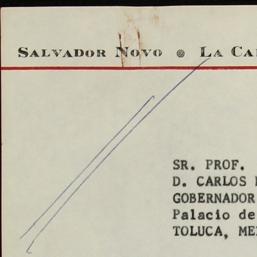 SALVADOR NOVO ● LA CA
SR. PROF.
D. CARLOS
GOBERNADOR
Palacio de
TOLUCA, ME